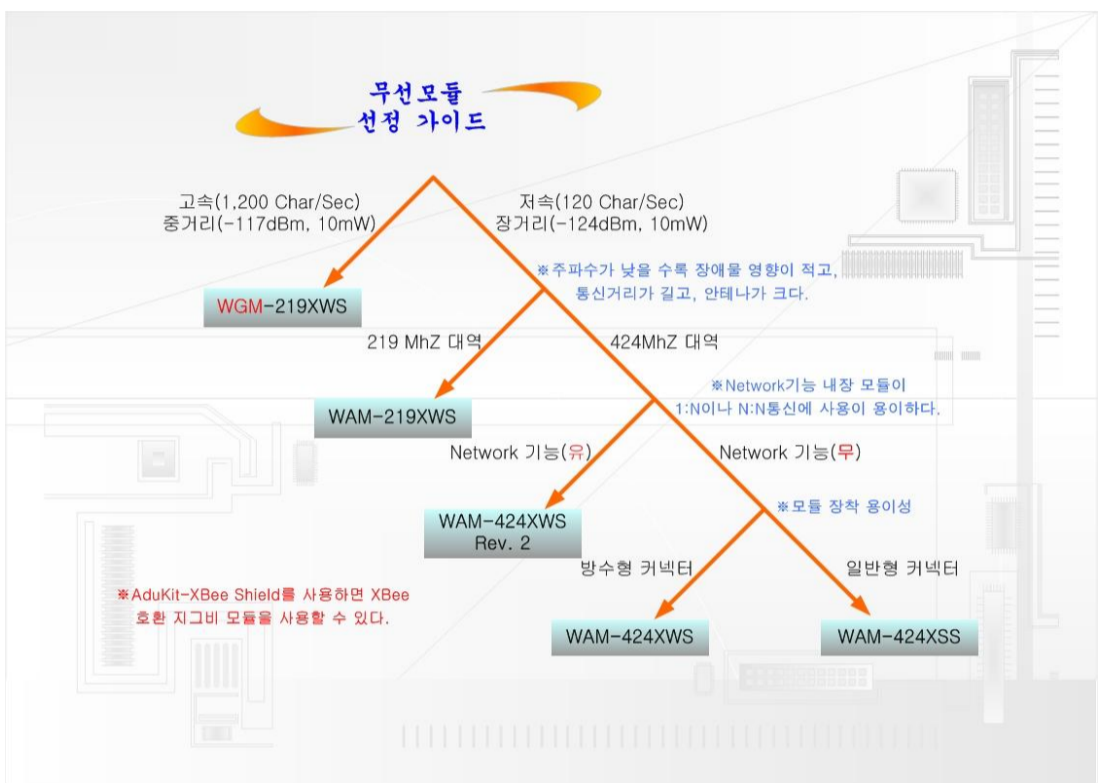 무선모듈
선정 가이드
고속(1,200 Char/Sec)
중거리(-117dBm, 10mW)
저속(120 Char/Sec)
장거리(-124dBm, 10mW)
※주파수가 낮을 수록 장애물 영향이 적고,
통신거리가 길고, 안테나가 크다.
WGM-219XWS
219 MhZ 대역
424MhZ 대역
※Network기능 내장 모듈이
1:N이나 N:N통신에 사용이 용이하다.
WAM-219XWS
Network 기능(유)
Network 기능(무)
※모듈 장착 용이성
WAM-424XWS
Rev. 2
방수형 커넥터
일반형 커넥터
※AduKit-XBee Shield를 사용하면 XBee
호환 지그비 모듈을 사용할 수 있다.
WAM-424XWS
WAM-424XSS